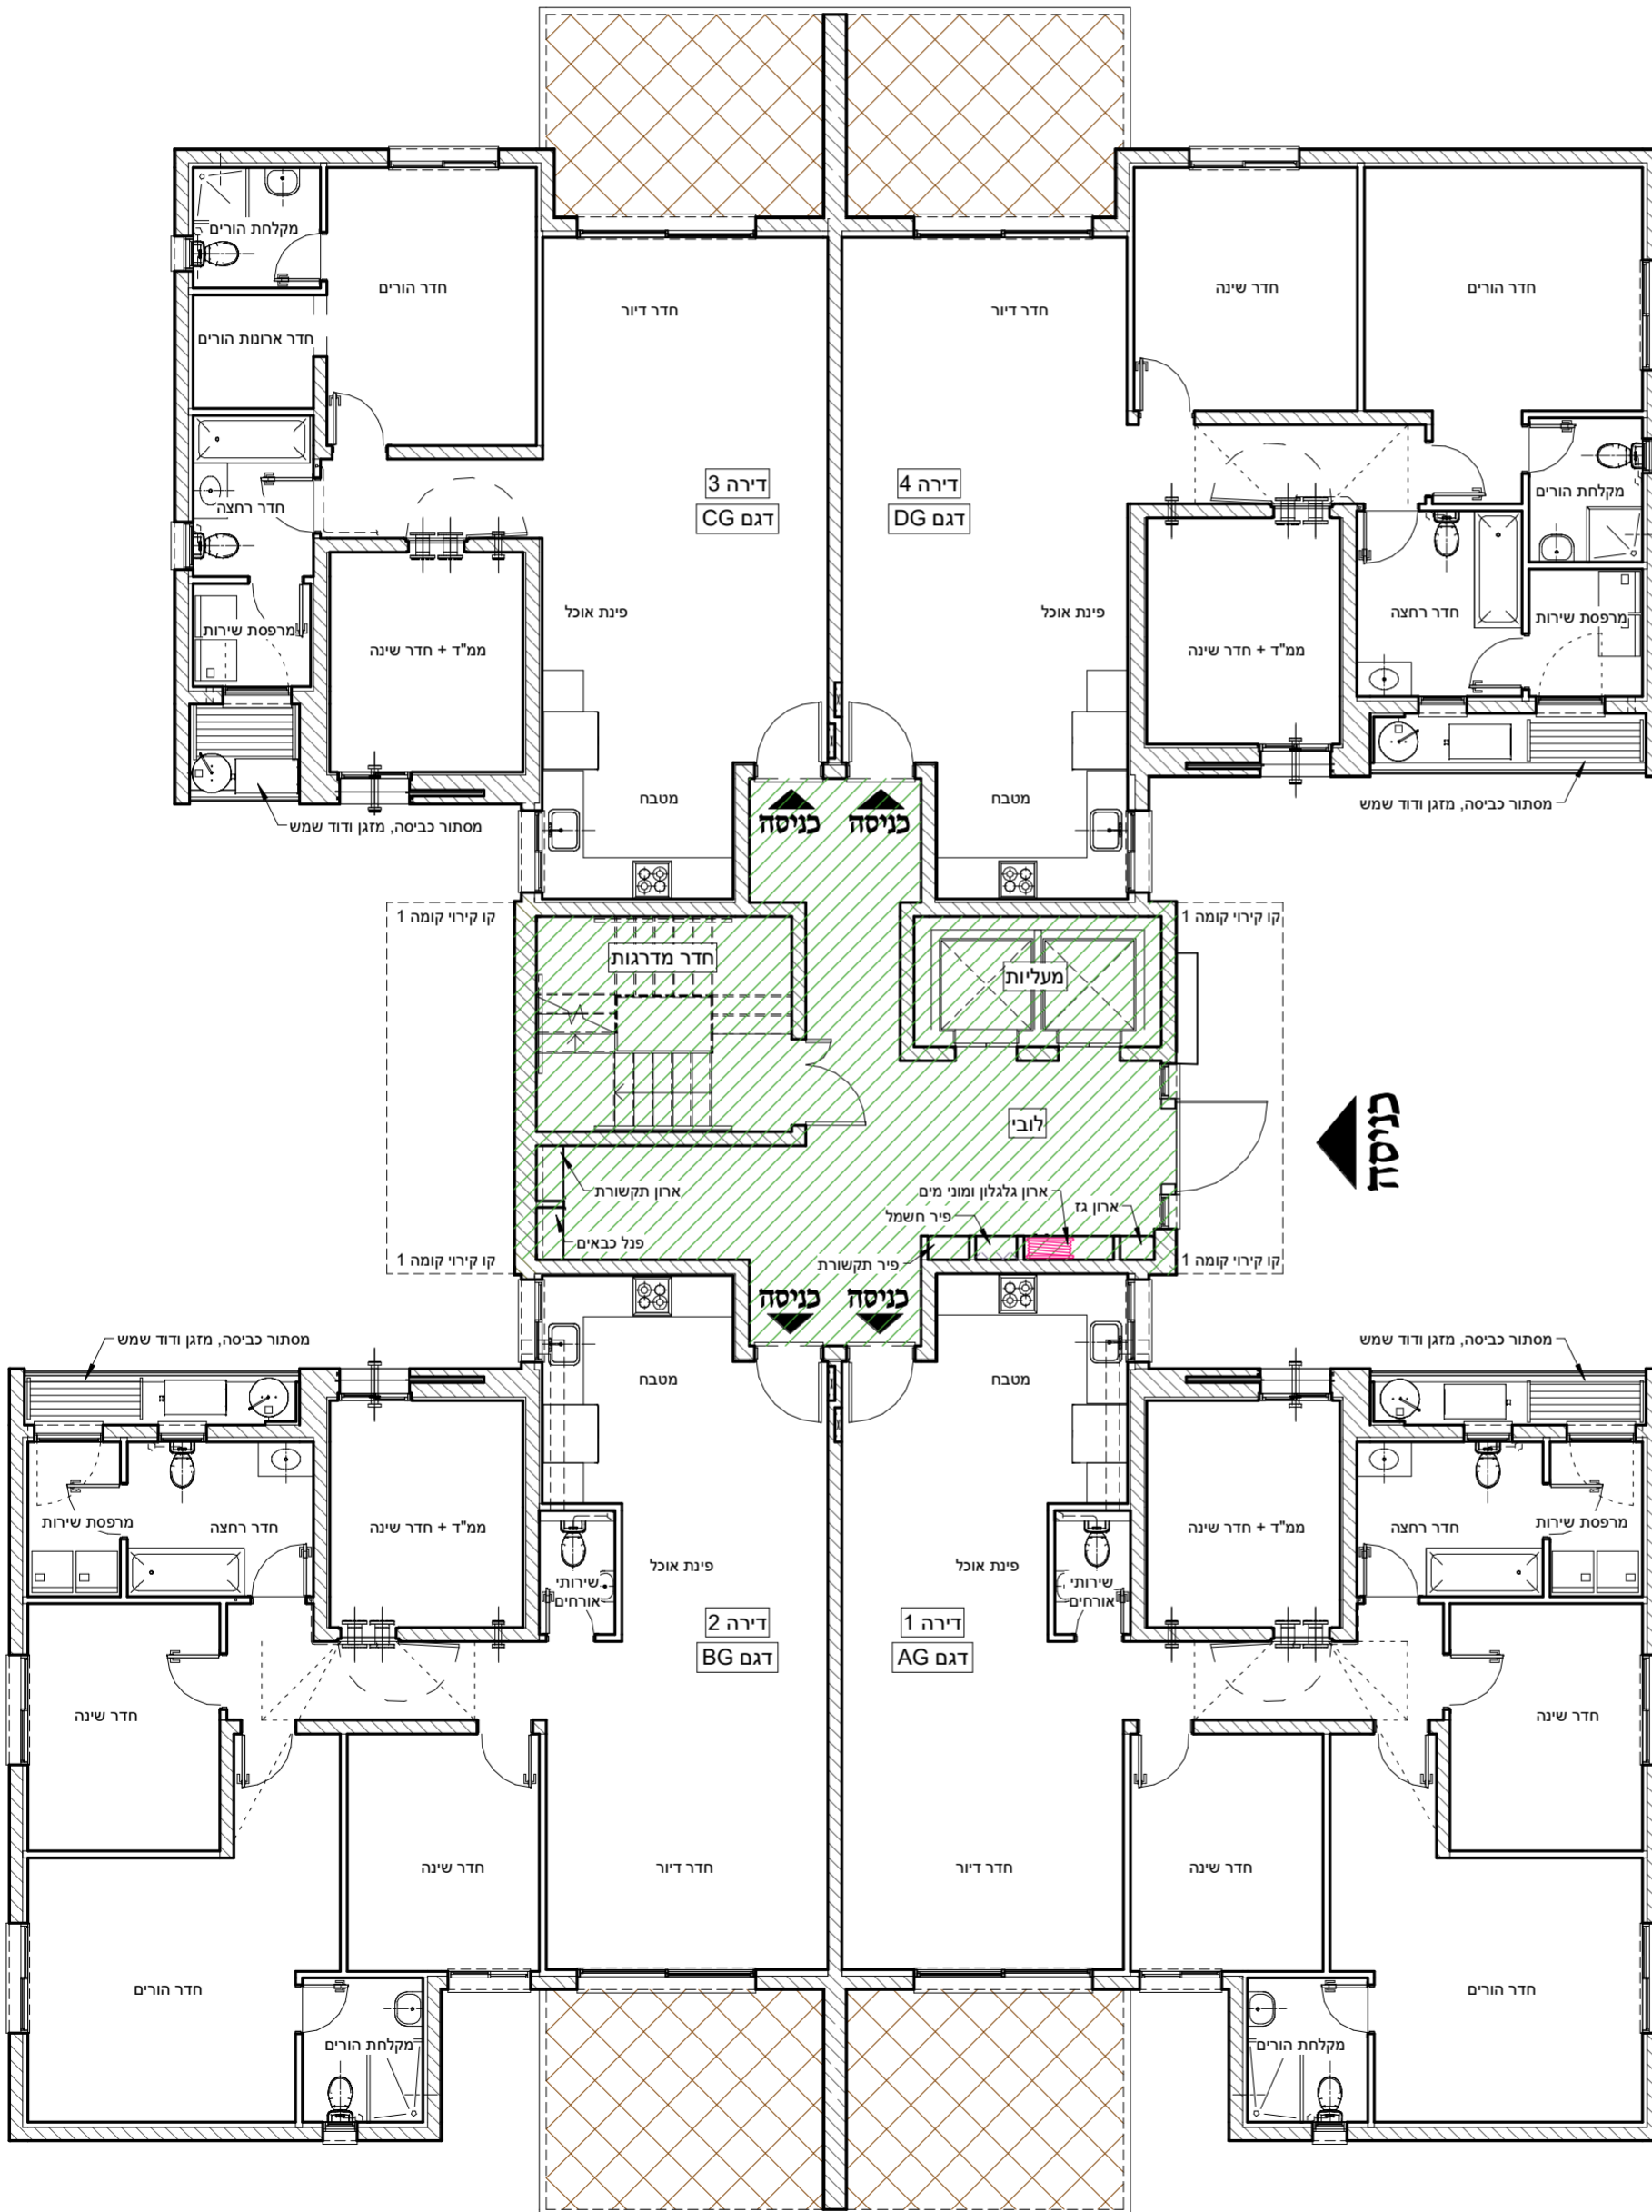 מקלחת הורים
חדר הורים
חדר ארונות הורים
חדר דיור
חדר דיור
חדר שינה
חדר הורים
דירה 3
דגם CG
דירה 4
דגם DG
מקלחת הורים
חדר רחצה
מרפסת שירות
ממ"ד + חדר שינה
פינת אוכל
פינת אוכל
ממ"ד + חדר שינה
חדר רחצה
מרפסת שירות
מטבח
מטבח
מסתור כביסה, מזגן ודוד שמש
מסתור כביסה, מזגן ודוד שמש
כניסה
כניסה
קו קירוי קומה 1
קו קירוי קומה 1
חדר מדרגות
מעליות
לובי
כניסה
ארון תקשורת
ארון גלגלון ומוני מים
ארון גז
פיר חשמל
פנל כבאים
פיר תקשורת
קו קירוי קומה 1
קו קירוי קומה 1
כניסה
כניסה
מסתור כביסה, מזגן ודוד שמש
מסתור כביסה, מזגן ודוד שמש
מטבח
מטבח
מרפסת שירות
חדר רחצה
ממ"ד + חדר שינה
פינת אוכל
פינת אוכל
ממ"ד + חדר שינה
חדר רחצה
מרפסת שירות
שירותי
אורחים
שירותי
אורחים
דירה 2
דגם BG
דירה 1
דגם AG
חדר שינה
חדר שינה
חדר שינה
חדר דיור
חדר דיור
חדר שינה
חדר הורים
חדר הורים
מקלחת הורים
מקלחת הורים